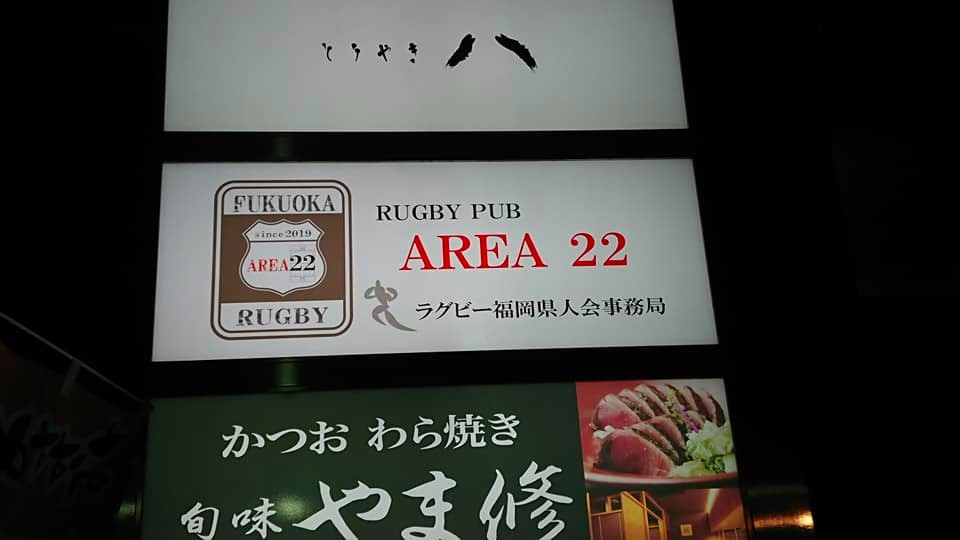 とりやき 八
FUKUOKA
since2019
AREA22
RUGBY
RUGBY PUB
AREA 22
ラグビー福岡県人会事務局
かつお わら焼き
旬味 やま修